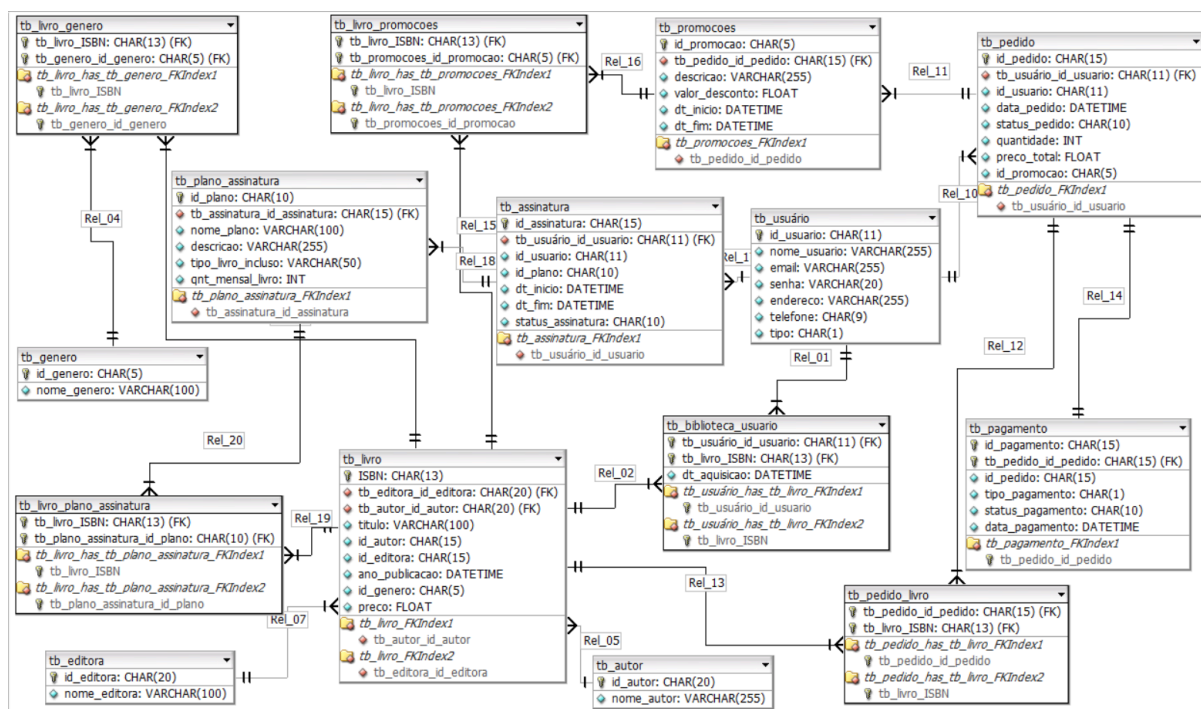 tb_livro_genero
tb_livro_ISBN: CHAR(13) (FK)
tb_genero_id_genero: CHAR(5) (FK)
tb_livro_has_tb_genero_FKIndex1
tb_livro_ISBN
tb_livro_has_tb_genero_FKIndex2
tb_genero_id_genero
tb_livro_promocoes
tb_livro_ISBN: CHAR(13) (FK)
tb_promocoes_id_promocao: CHAR(5) (FK)
tb_livro_has_tb_promocoes_FKIndex1
tb_livro_ISBN
tb_livro_has_tb_promocoes_FKIndex2
tb_promocoes_id_promocao
Rel_16
tb_promocoes
id_promocao: CHAR(5)
tb_pedido_id_pedido: CHAR(15) (FK)
descricao: VARCHAR(255)
valor_desconto: FLOAT
dt_inicio: DATETIME
dt_fim: DATETIME
tb_promocoes_FKIndex1
tb_pedido_id_pedido
Rel_11
tb_pedido
id_pedido: CHAR(15)
tb_usuário_id_usuario: CHAR(11) (FK)
id_usuario: CHAR(11)
data_pedido: DATETIME
status_pedido: CHAR(10)
quantidade: INT
preco_total: FLOAT
id_promocao: CHAR(5)
tb_pedido_FKIndex1
tb_usuário_id_usuario
Rel_04
tb_plano_assinatura
id_plano: CHAR(10)
tb_assinatura_id_assinatura: CHAR(15) (FK)
nome_plano: VARCHAR(100)
descricao: VARCHAR(255)
tipo_livro_incluso: VARCHAR(50)
qnt_mensal_livro: INT
tb_plano_assinatura_FKIndex1
tb_assinatura_id_assinatura
Rel_15
Rel_18
tb_assinatura
id_assinatura: CHAR(15)
tb_usuário_id_usuario: CHAR(11) (FK)
id_usuario: CHAR(11)
id_plano: CHAR(10)
dt_inicio: DATETIME
dt_fim: DATETIME
status_assinatura: CHAR(10)
tb_assinatura_FKIndex1
tb_usuário_id_usuario
tb_usuário
id_usuario: CHAR(11)
nome_usuario: VARCHAR(255)
email: VARCHAR(255)
senha: VARCHAR(20)
endereco: VARCHAR(255)
telefone: CHAR(9)
tipo: CHAR(1)
Rel_10
Rel_14
Rel_12
Rel_01
tb_genero
id_genero: CHAR(5)
nome_genero: VARCHAR(100)
Rel_20
tb_livro
ISBN: CHAR(13)
tb_editora_id_editora: CHAR(20) (FK)
tb_autor_id_autor: CHAR(20) (FK)
titulo: VARCHAR(100)
id_autor: CHAR(15)
id_editora: CHAR(15)
ano_publicacao: DATETIME
id_genero: CHAR(5)
preco: FLOAT
tb_livro_FKIndex1
tb_autor_id_autor
tb_livro_FKIndex2
tb_editora_id_editora
Rel_02
tb_biblioteca_usuario
tb_usuário_id_usuario: CHAR(11) (FK)
tb_livro_ISBN: CHAR(13) (FK)
dt_aquisicao: DATETIME
tb_usuário_has_tb_livro_FKIndex1
tb_usuário_id_usuario
tb_usuário_has_tb_livro_FKIndex2
tb_livro_ISBN
tb_pagamento
id_pagamento: CHAR(15)
tb_pedido_id_pedido: CHAR(15) (FK)
id_pedido: CHAR(15)
tipo_pagamento: CHAR(1)
status_pagamento: CHAR(10)
data_pagamento: DATETIME
tb_pagamento_FKIndex1
tb_pedido_id_pedido
tb_livro_plano_assinatura
tb_livro_ISBN: CHAR(13) (FK)
tb_plano_assinatura_id_plano: CHAR(10) (FK)
tb_livro_has_tb_plano_assinatura_FKIndex1
tb_livro_ISBN
tb_livro_has_tb_plano_assinatura_FKIndex2
tb_plano_assinatura_id_plano
Rel_19
Rel_07
Rel_13
Rel_05
tb_editora
id_editora: CHAR(20)
nome_editora: VARCHAR(100)
tb_autor
id_autor: CHAR(20)
nome_autor: VARCHAR(255)
tb_pedido_livro
tb_pedido_id_pedido: CHAR(15) (FK)
tb_livro_ISBN: CHAR(13) (FK)
tb_pedido_has_tb_livro_FKIndex1
tb_pedido_id_pedido
tb_pedido_has_tb_livro_FKIndex2
tb_livro_ISBN